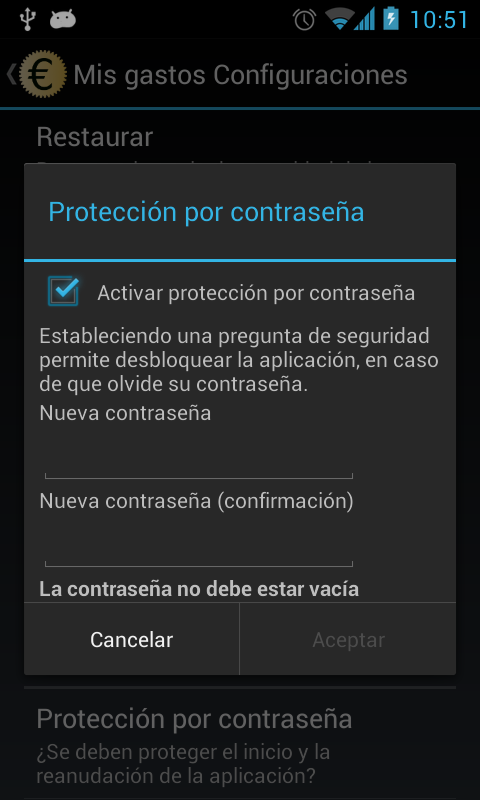 10:51
€ Mis gastos Configuraciones
Restaurar
Protección por contraseña
Activar protección por contraseña
Estableciendo una pregunta de seguridad
permite desbloquear la aplicación, en caso
de que olvide su contraseña.
Nueva contraseña
Nueva contraseña (confirmación)
La contraseña no debe estar vacía
Cancelar
Aceptar
Protección por contraseña
¿Se deben proteger el inicio y la
reanudación de la aplicación?